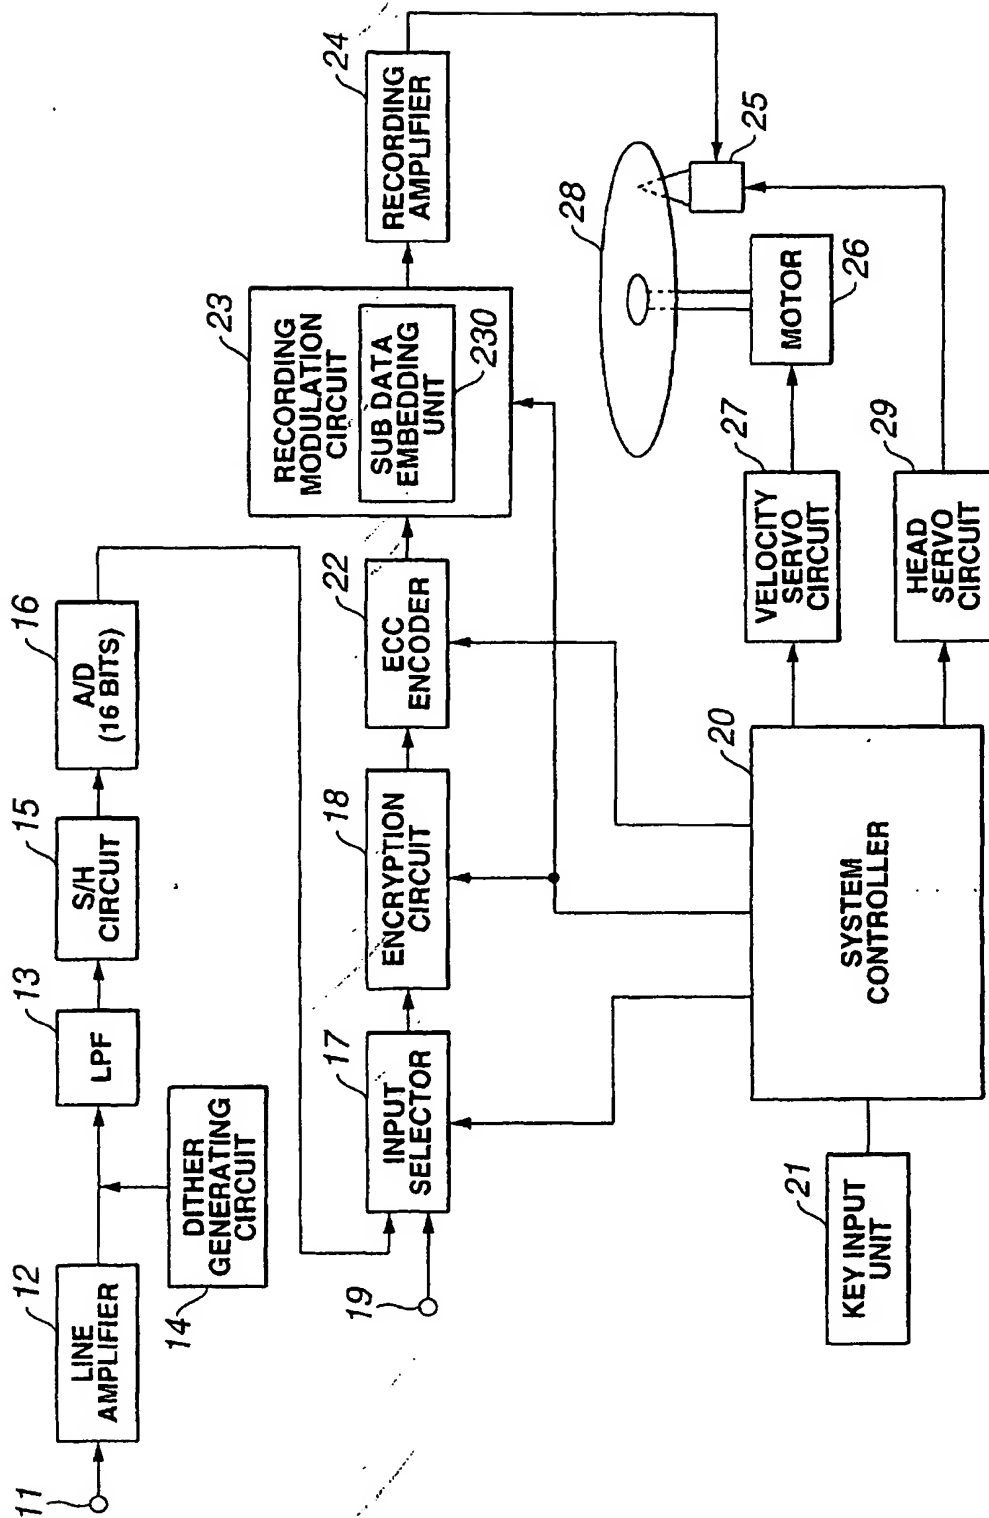 11
12
LINE
AMPLIFIER
14
DITHER
GENERATING
CIRCUIT
13
LPF
15
S/H
CIRCUIT
16
A/D
(16 BITS)
19
17
INPUT
SELECTOR
18
ENCRYPTION
CIRCUIT
22
ECC
ENCODER
23
RECORDING
MODULATION
CIRCUIT
SUB DATA
EMBEDDING
UNIT
230
24
RECORDING
AMPLIFIER
21
KEY INPUT
UNIT
20
SYSTEM
CONTROLLER
27
VELOCITY
SERVO
CIRCUIT
29
HEAD
SERVO
CIRCUIT
28
25
MOTOR
26